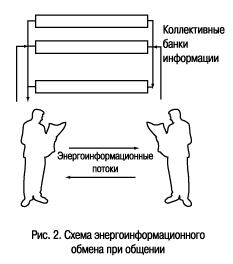 Коллективные
банки
информации
Энергоинформационные
потоки
Рис. 2. Схема энергоинформационного
обмена при общении